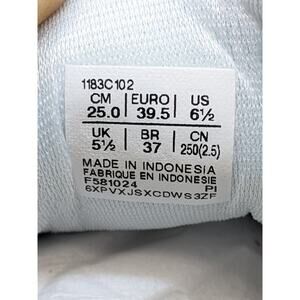 1183C102
CM EURO US
25.0 39.5 6½
UK BR CN
5½ 37 250(2.5)
MADE IN INDONESIA
FABRIQUE EN INDONESIE
F581024 PI
6XPVXJSXCDWS3ZF